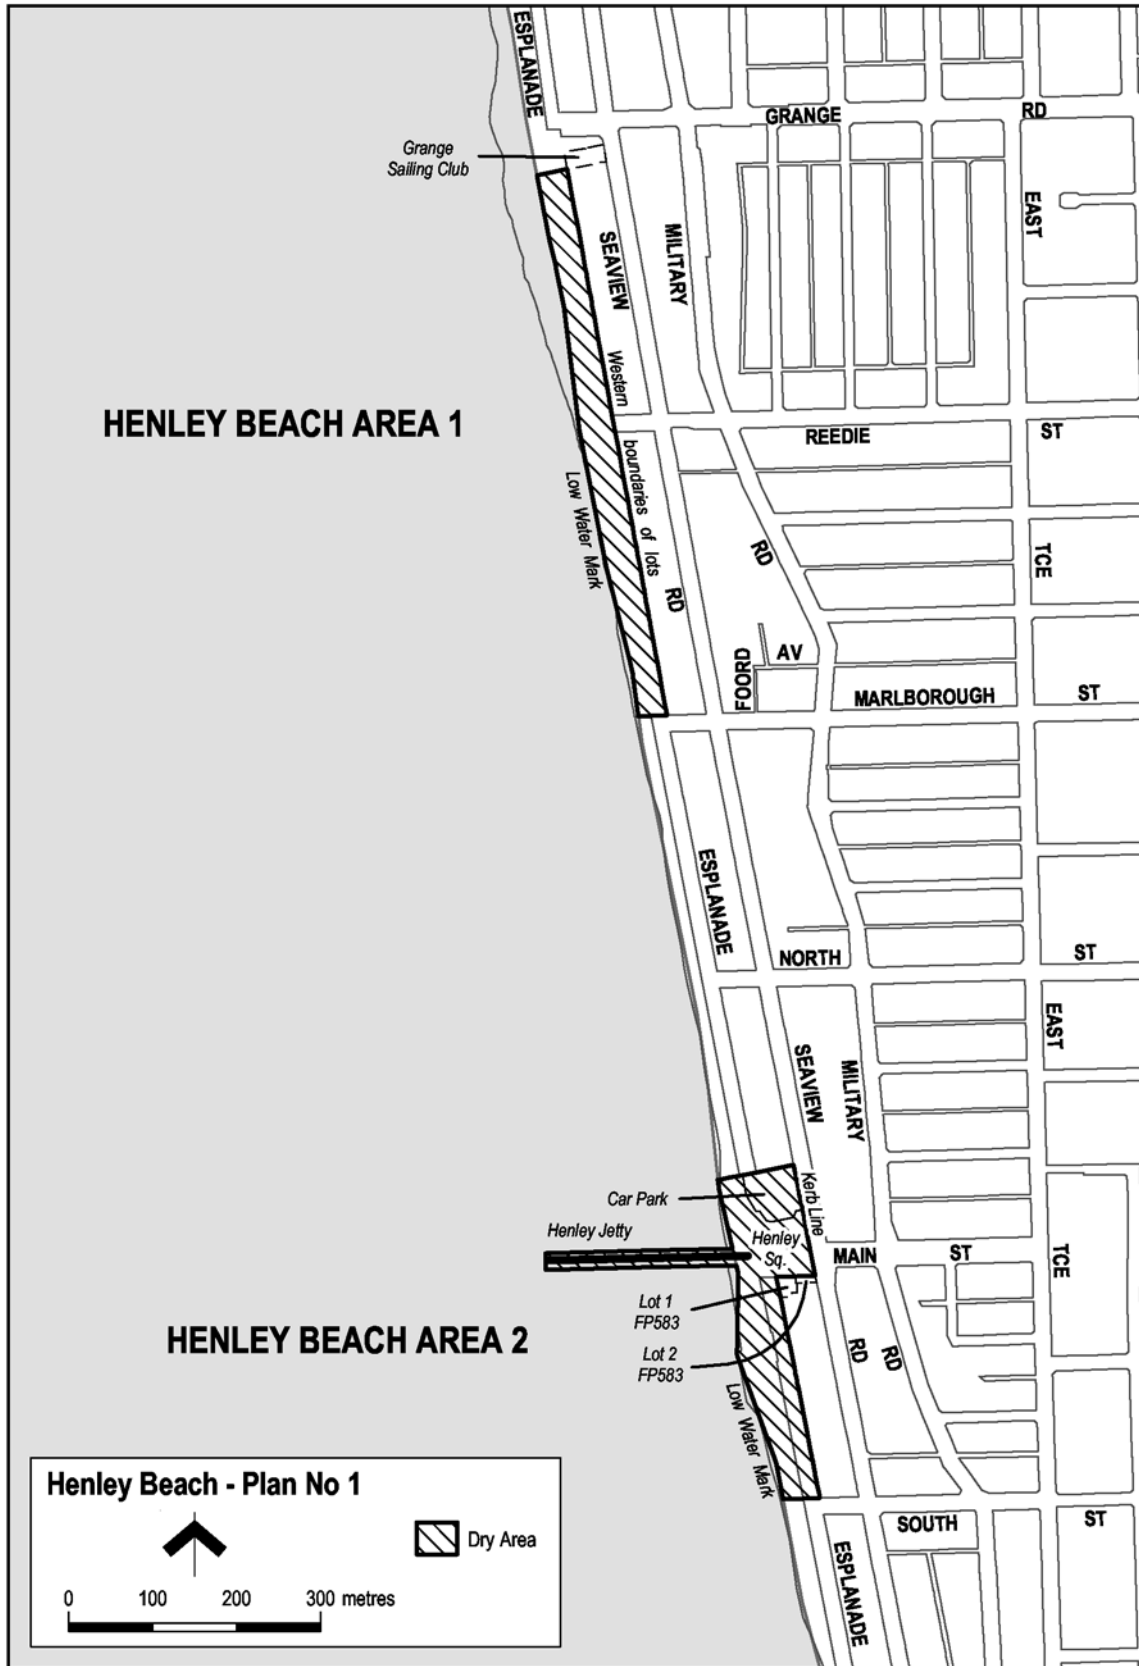 ESPLANADE
GRANGE RD
Grange
Sailing Club
EAST
SEAVIEW
MILITARY
Western
HENLEY BEACH AREA 1
REEDIE ST
boundaries of lots
Low Water Mark
RD
TCE
RD
FOORD
AV
MARLBOROUGH ST
ESPLANADE
NORTH ST
EAST
SEAVIEW
MILITARY
Car Park
Kerb Line
Henley Jetty
Henley
Sq.
MAIN ST
TCE
Lot 1
FP583
HENLEY BEACH AREA 2
Lot 2
FP583
RD
RD
Low Water Mark
Henley Beach - Plan No 1
Dry Area
SOUTH ST
ESPLANADE
0 100 200 300 metres